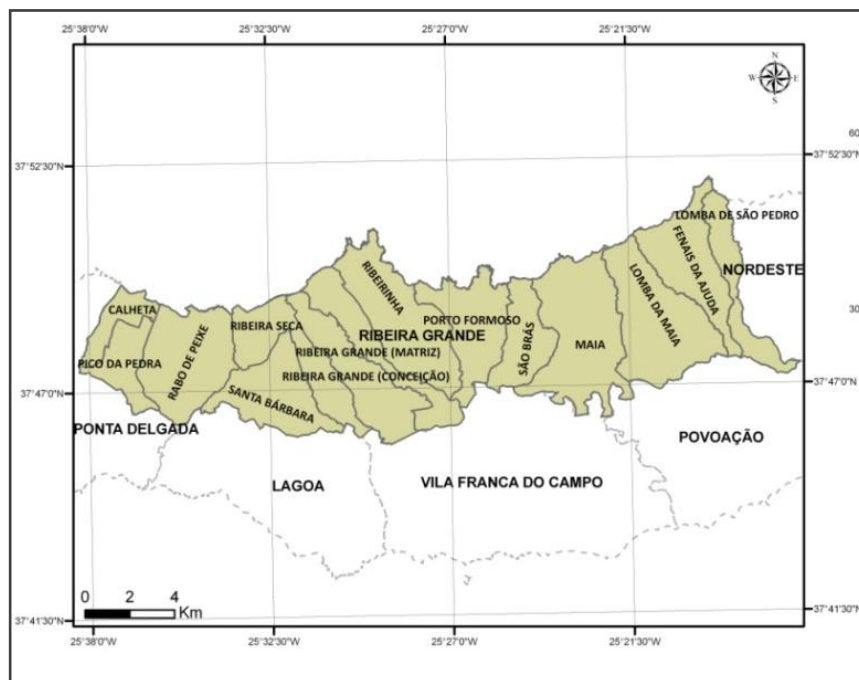 25°38'0"W 25°32'30"W 25°27'0"W 25°21'30"W
N
W E
S
60
37°52'30"N 37°52'30"N
LOMBA DE SÃO PEDRO
FENAIS DA AJUDA
NORDESTE
RIBEIRINHA
LOMBA DA MAIA
CALHETA
30
PORTO FORMOSO
RIBEIRA SECA
RIBEIRA GRANDE
RABO DE PEIXE
SÃO BRÁS
MAIA
RIBEIRA GRANDE (MATRIZ)
PICO DA PEDRA
RIBEIRA GRANDE (CONCEIÇÃO)
37°47'0"N 37°47'0"N
SANTA BÁRBARA
PONTA DELGADA
POVOAÇÃO
LAGOA
VILA FRANCA DO CAMPO
0 2 4
Km
37°41'30"N 37°41'30"N
25°38'0"W 25°32'30"W 25°27'0"W 25°21'30"W